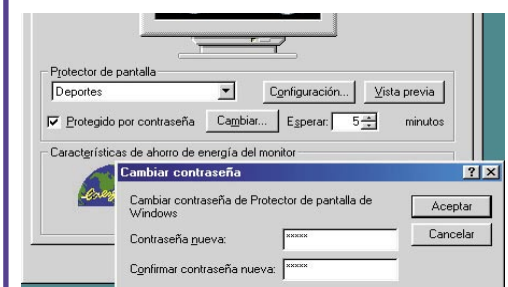 Protector de pantalla
Deportes
Configuración...
Vista previa
Protegido por contraseña
Cambiar...
Esperar:
5
minutos
Características de ahorro de energía del monitor
Cambiar contraseña
Cambiar contraseña de Protector de pantalla de
Windows
Aceptar
Contraseña nueva:
xxxxx
Cancelar
Confirmar contraseña nueva:
xxxxx